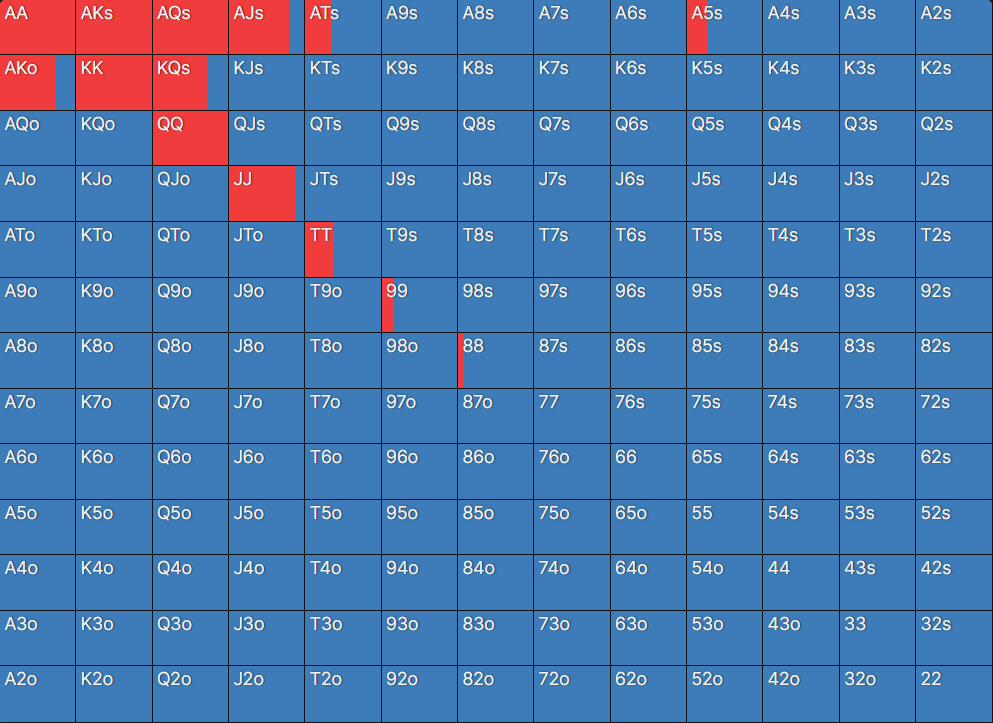 AA AKs AQs AJs ATs A9s A8s A7s A6s A5s A4s A3s A2s
AKo KK KQs KJs KTs K9s K8s K7s K6s K5s K4s K3s K2s
AQo KQo QQ QJs QTs Q9s Q8s Q7s Q6s Q5s Q4s Q3s Q2s
AJo KJo QJo JJ JTs J9s J8s J7s J6s J5s J4s J3s J2s
ATo KTo QTo JTo TT T9s T8s T7s T6s T5s T4s T3s T2s
A9o K9o Q9o J9o T9o 99 98s 97s 96s 95s 94s 93s 92s
A8o K8o Q8o J8o T8o 98o 88 87s 86s 85s 84s 83s 82s
A7o K7o Q7o J7o T7o 97o 87o 77 76s 75s 74s 73s 72s
A6o K6o Q6o J6o T6o 96o 86o 76o 66 65s 64s 63s 62s
A5o K5o Q5o J5o T5o 95o 85o 75o 65o 55 54s 53s 52s
A4o K4o Q4o J4o T4o 94o 84o 74o 64o 54o 44 43s 42s
A3o K3o Q3o J3o T3o 93o 83o 73o 63o 53o 43o 33 32s
A2o K2o Q2o J2o T2o 92o 82o 72o 62o 52o 42o 32o 22